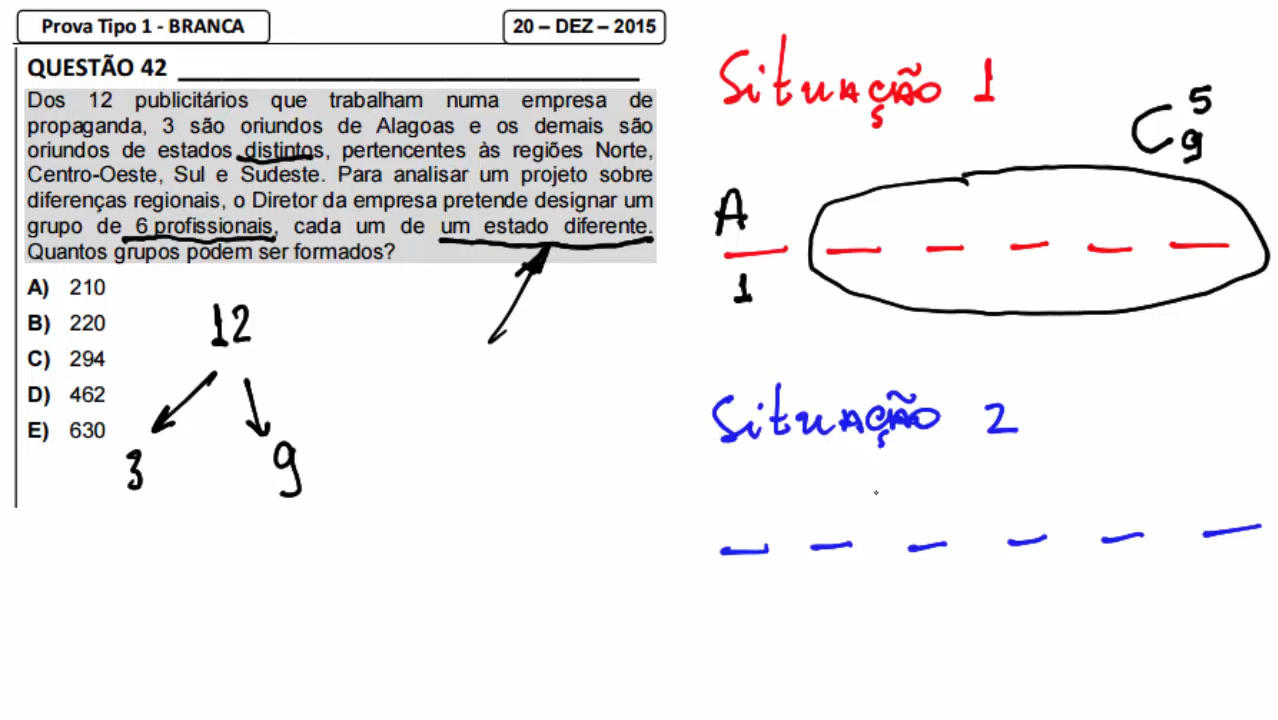 Prova Tipo 1 - BRANCA
20 – DEZ – 2015
QUESTÃO 42
Dos 12 publicitários que trabalham numa empresa de
propaganda, 3 são oriundos de Alagoas e os demais são
oriundos de estados distintos, pertencentes às regiões Norte,
Centro-Oeste, Sul e Sudeste. Para analisar um projeto sobre
diferenças regionais, o Diretor da empresa pretende designar um
grupo de 6 profissionais, cada um de um estado diferente.
Quantos grupos podem ser formados?
A) 210
B) 220
C) 294
D) 462
E) 630
12
3 9
Situação 1
C 5
9
A
1
Situação 2